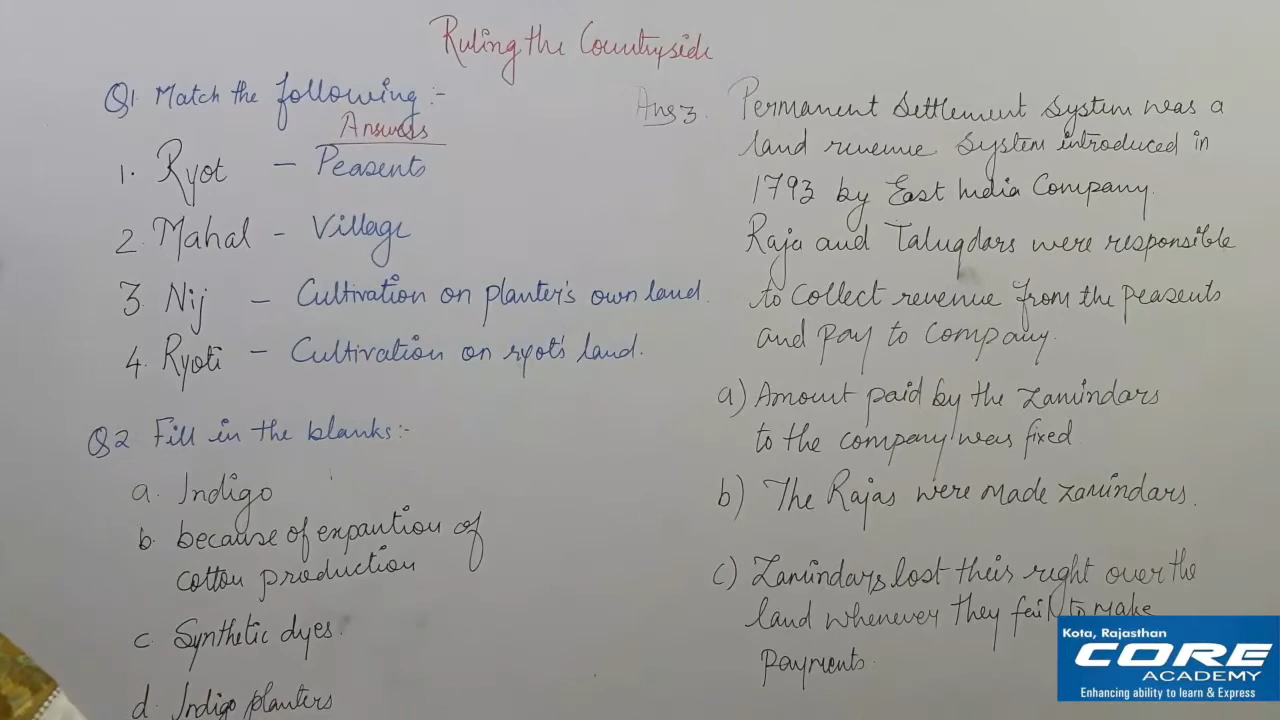 Ruling the Countryside
Q1 Match the following :-
Answers
1. Ryot - Peasents
2. Mahal - Village
3. Nij - Cultivation on planter's own land.
4. Ryoti - Cultivation on ryot's land.
Q2 Fill in the blanks:-
a. Indigo
b. because of expantion of
cotton production
c. Synthetic dyes.
d. Indigo planters
Ans 3. Permanent Settlement System was a
land revenue system introduced in
1793 by East India Company.
Raja and Taluqdars were responsible
to collect revenue from the peasents
and pay to company.
a) Amount paid by the zamindars
to the company was fixed
b) The Rajas were made zamindars.
c) Zamindars lost their right over the
land whenever they fail to make
payments.
Kota, Rajasthan
CORE
ACADEMY
Enhancing ability to learn & Express